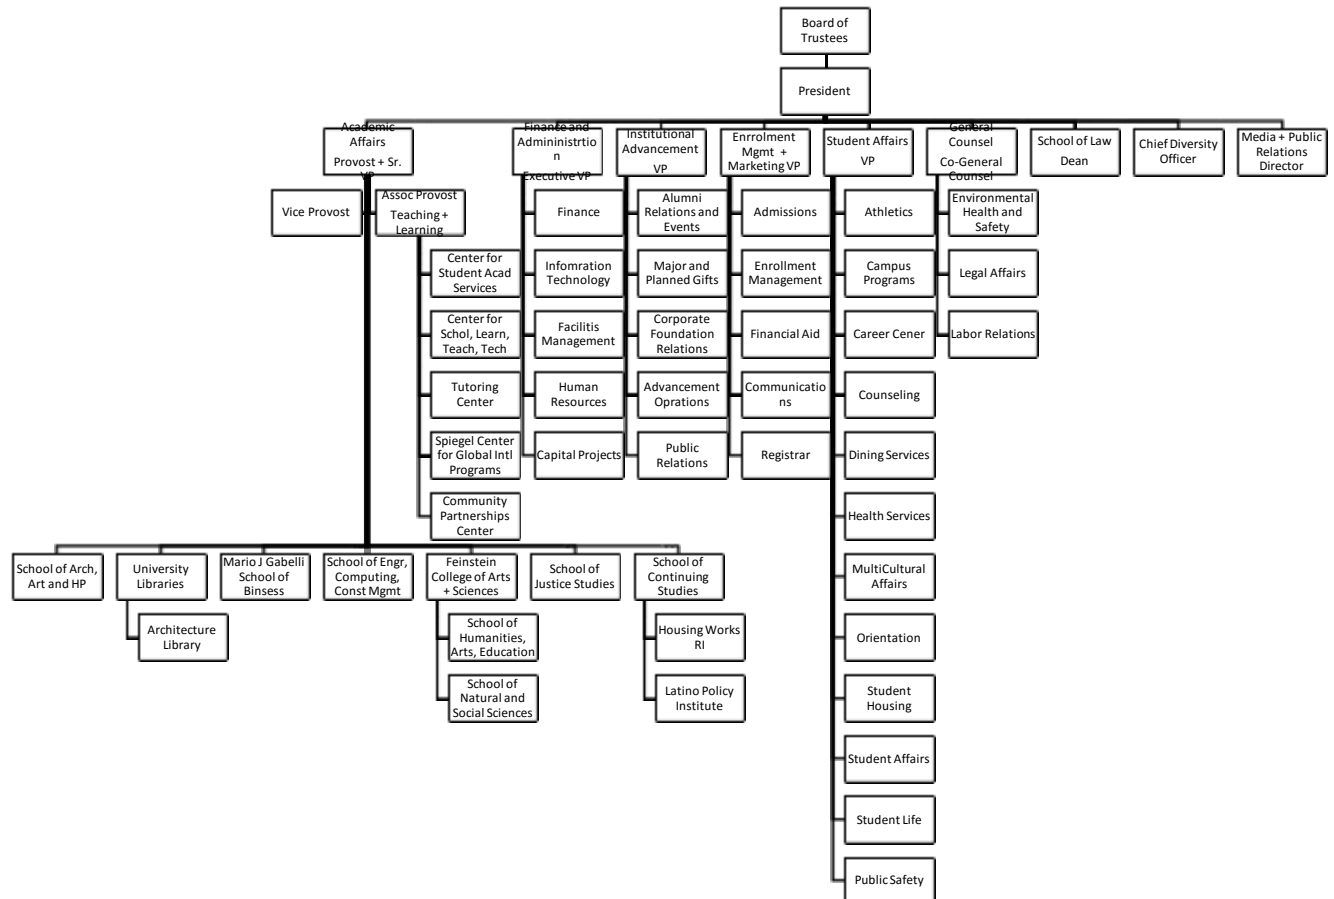 Board of
Trustees
President
Academic
Affairs
Provost + Sr.
VP
Finance and
Admininistrtio
n
Executive VP
Institutional
Advancement
VP
Enrrolment
Mgmt +
Marketing VP
Student Affairs
VP
General
Counsel
Co-General
Counsel
School of Law
Dean
Chief Diversity
Officer
Media + Public
Relations
Director
Vice Provost
Assoc Provost
Teaching +
Learning
Center for
Student Acad
Services
Center for
Schol, Learn,
Teach, Tech
Tutoring
Center
Spiegel Center
for Global Intl
Programs
Community
Partnerships
Center
Finance
Infomration
Technology
Facilitis
Management
Human
Resources
Capital Projects
Alumni
Relations and
Events
Major and
Planned Gifts
Corporate
Foundation
Relations
Advancement
Oprations
Public
Relations
Admissions
Enrollment
Management
Financial Aid
Communicatio
ns
Registrar
Athletics
Campus
Programs
Career Cener
Counseling
Dining Services
Health Services
MultiCultural
Affairs
Orientation
Student
Housing
Student Affairs
Student Life
Public Safety
Environmental
Health and
Safety
Legal Affairs
Labor Relations
School of Arch,
Art and HP
University
Libraries
Architecture
Library
Mario J Gabelli
School of
Binsess
School of Engr,
Computing,
Const Mgmt
Feinstein
College of Arts
+ Sciences
School of
Humanities,
Arts, Education
School of
Natural and
Social Sciences
School of
Justice Studies
School of
Continuing
Studies
Housing Works
RI
Latino Policy
Institute